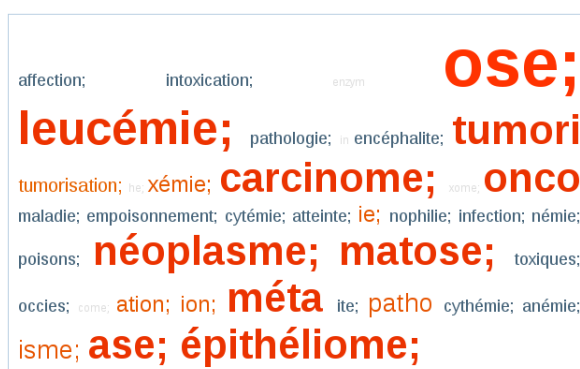 affection; intoxication; enzym ose;
leucémie; pathologie; in encéphalite; tumori
tumorisation; he; xémie; carcinome; xome; onco
maladie; empoisonnement; cytémie; atteinte; ie; nophilie; infection; némie;
poisons; néoplasme; matose; toxiques;
occies; come; ation; ion; méta ite; patho cythémie; anémie;
isme; ase; épithéliome;